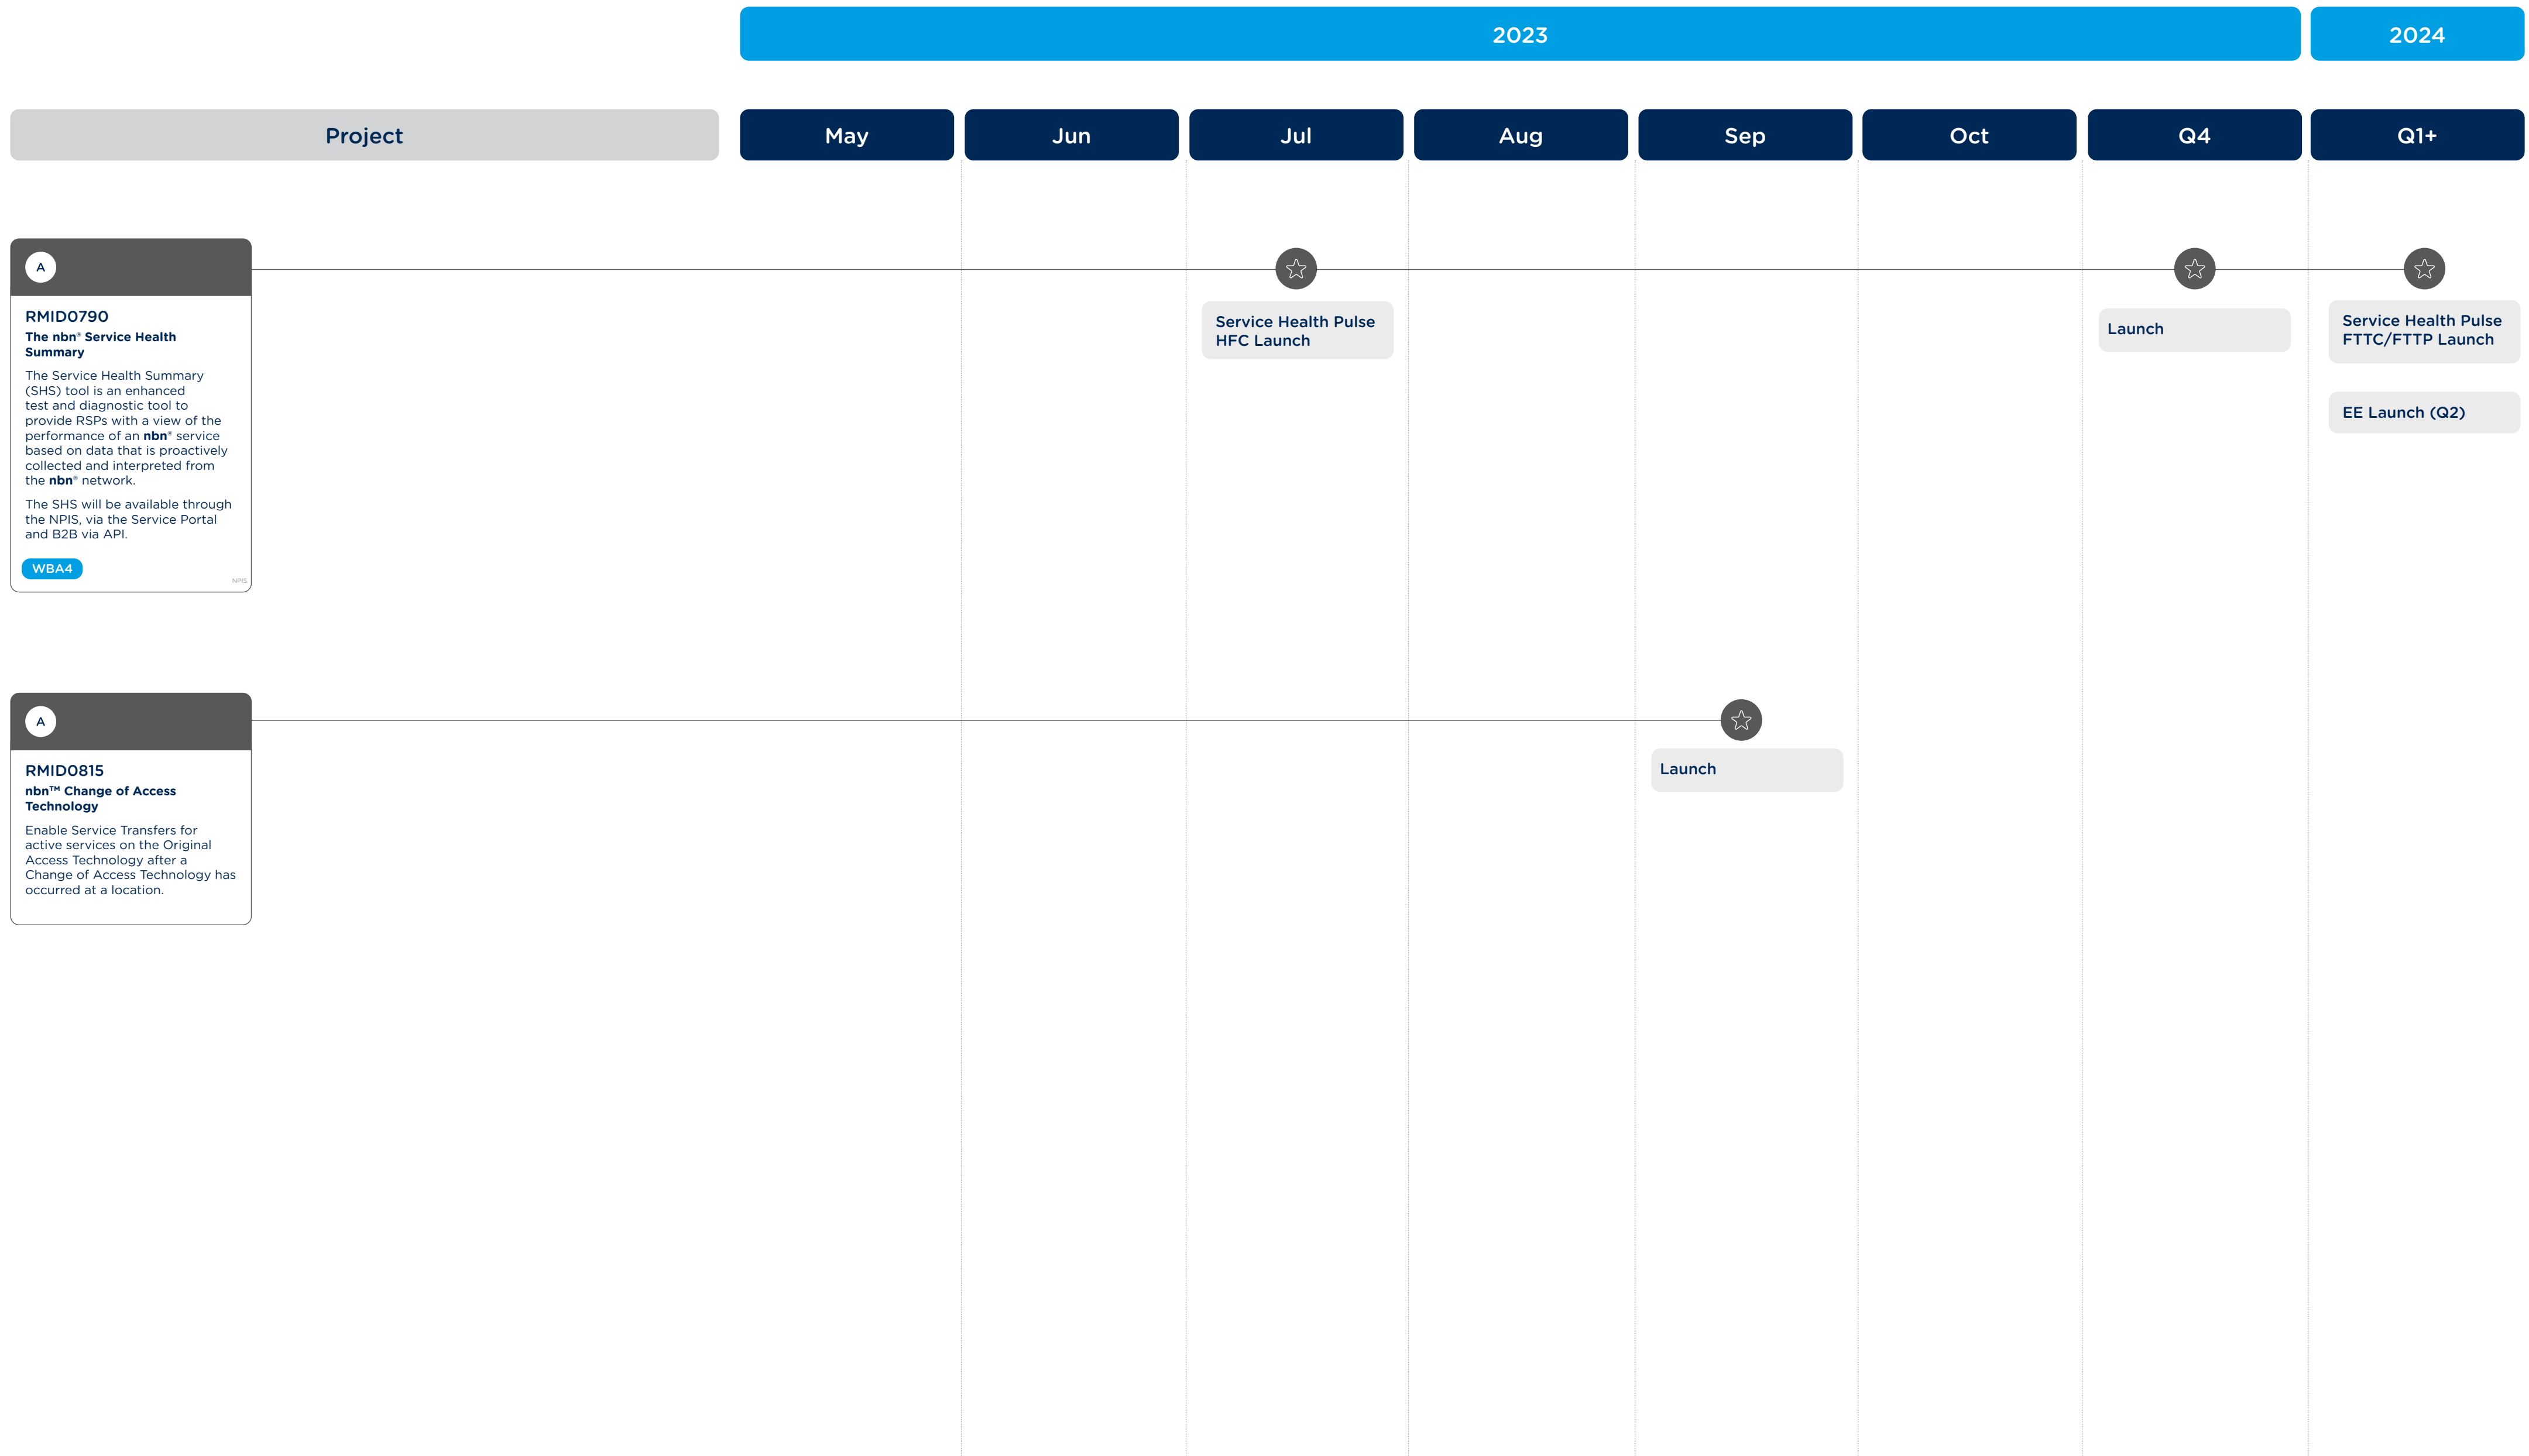 2023
2024
Project
May
Jun
Jul
Aug
Sep
Oct
Q4
Q1+
A
RMID0790
The nbn® Service Health
Summary
The Service Health Summary
(SHS) tool is an enhanced
test and diagnostic tool to
provide RSPs with a view of the
performance of an nbn® service
based on data that is proactively
collected and interpreted from
the nbn® network.
The SHS will be available through
the NPIS, via the Service Portal
and B2B via API.
WBA4
NPIS
Service Health Pulse
HFC Launch
Launch
Service Health Pulse
FTTC/FTTP Launch
EE Launch (Q2)
A
RMID0815
nbn™ Change of Access
Technology
Enable Service Transfers for
active services on the Original
Access Technology after a
Change of Access Technology has
occurred at a location.
Launch